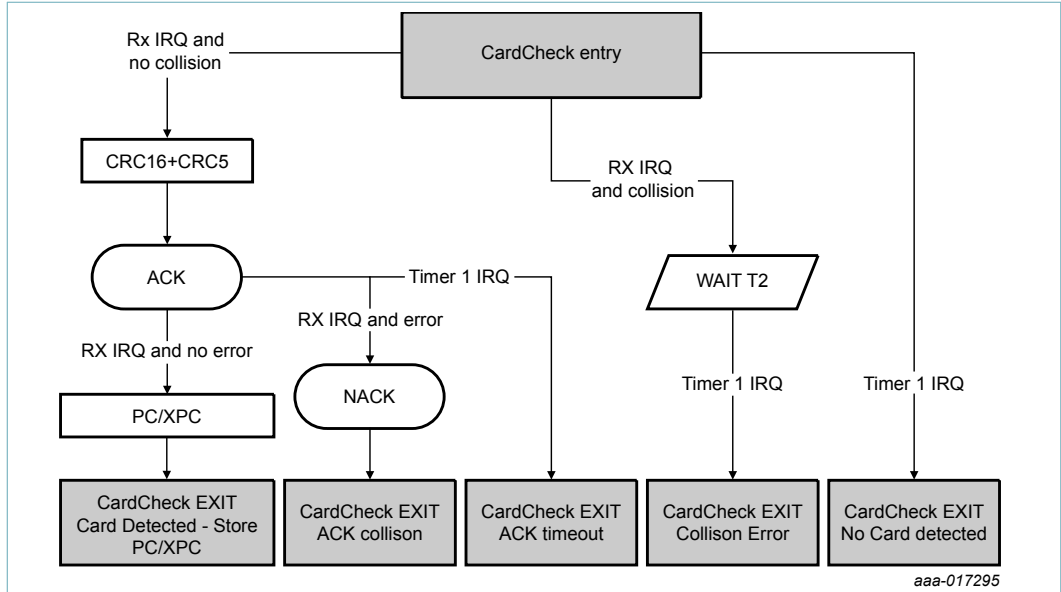 Rx IRQ and
no collision
CardCheck entry
CRC16+CRC5
RX IRQ
and collision
ACK
Timer 1 IRQ
WAIT T2
RX IRQ and error
RX IRQ and no error
NACK
Timer 1 IRQ
Timer 1 IRQ
PC/XPC
CardCheck EXIT
Card Detected - Store
PC/XPC
CardCheck EXIT
ACK collison
CardCheck EXIT
ACK timeout
CardCheck EXIT
Collison Error
CardCheck EXIT
No Card detected
aaa-017295